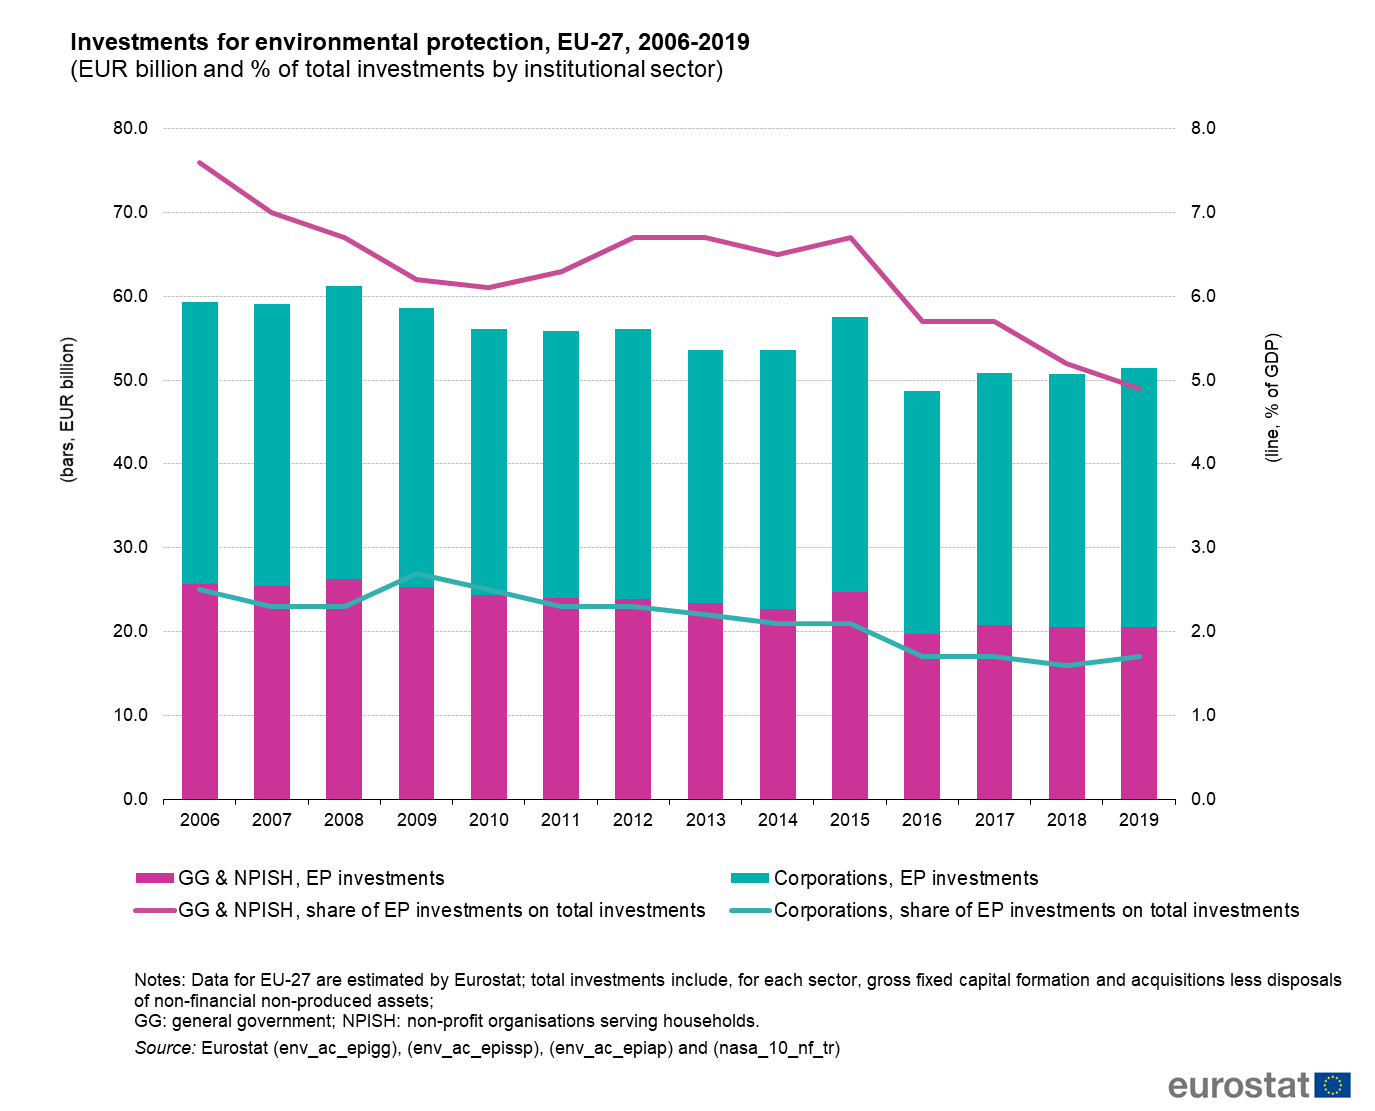 Investments for environmental protection, EU-27, 2006-2019
(EUR billion and % of total investments by institutional sector)
80.0
70.0
60.0
50.0
40.0
30.0
20.0
10.0
0.0
(bars, EUR billion)
8.0
7.0
6.0
5.0
4.0
3.0
2.0
1.0
0.0
(line, % of GDP)
2006 2007 2008 2009 2010 2011 2012 2013 2014 2015 2016 2017 2018 2019
GG & NPISH, EP investments
Corporations, EP investments
GG & NPISH, share of EP investments on total investments
Corporations, share of EP investments on total investments
Notes: Data for EU-27 are estimated by Eurostat; total investments include, for each sector, gross fixed capital formation and acquisitions less disposals
of non-financial non-produced assets;
GG: general government; NPISH: non-profit organisations serving households.
Source: Eurostat (env_ac_epigg), (env_ac_epissp), (env_ac_epiap) and (nasa_10_nf_tr)
eurostat